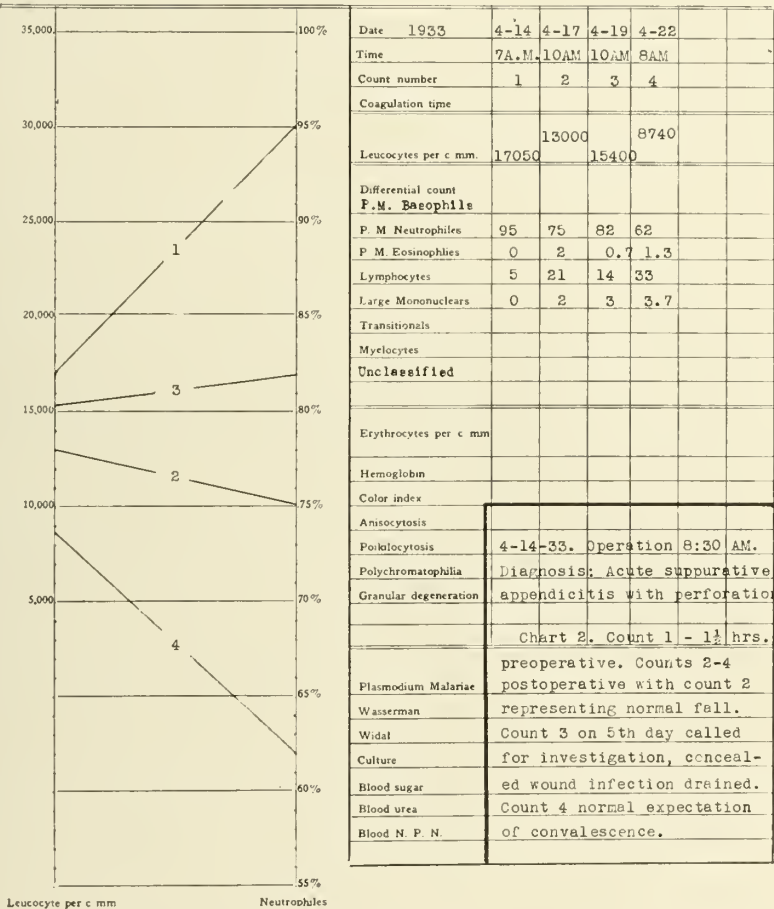 35,000
100%
30,000
95%
25,000
90%
1
20,000
85%
3
15,000
80%
2
10,000
75%
5,000
70%
4
65%
60%
55%
Leucocyte per c mm Neutrophiles
Date 1933 4-14 4-17 4-19 4-22
Time 7A.M. 10AM 10AM 8AM
Count number 1 2 3 4
Coagulation time
Leucocytes per c mm. 17050 13000 15400 8740
Differential count
P.M. Basophils
P. M Neutrophiles 95 75 82 62
P M. Eosinophlies 0 2 0.7 1.3
Lymphocytes 5 21 14 33
Large Mononuclears 0 2 3 3.7
Transitionals
Myelocytes
Unclassified
Erythrocytes per c mm
Hemoglobin
Color index
Anisocytosis
Poikalocytosis
Polychromatophilia
Granular degeneration
Plasmodium Malariae
Wasserman
Widal
Culture
Blood sugar
Blood urea
Blood N. P. N.
4-14-33. Operation 8:30 AM.
Diagnosis: Acute suppurative
appendicitis with perforation
Chart 2. Count 1 - 1½ hrs.
preoperative. Counts 2-4
postoperative with count 2
representing normal fall.
Count 3 on 5th day called
for investigation, conceal-
ed wound infection drained.
Count 4 normal expectation
of convalescence.